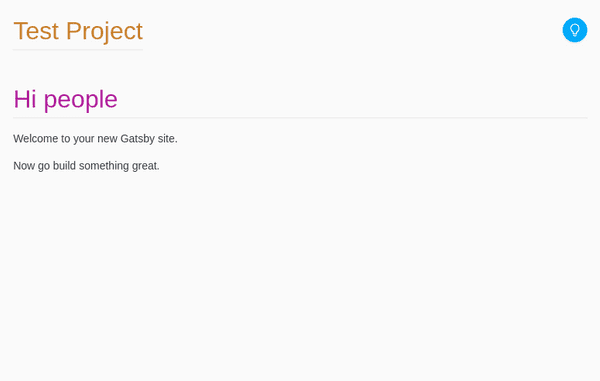 Test Project
Hi people
Welcome to your new Gatsby site.
Now go build something great.